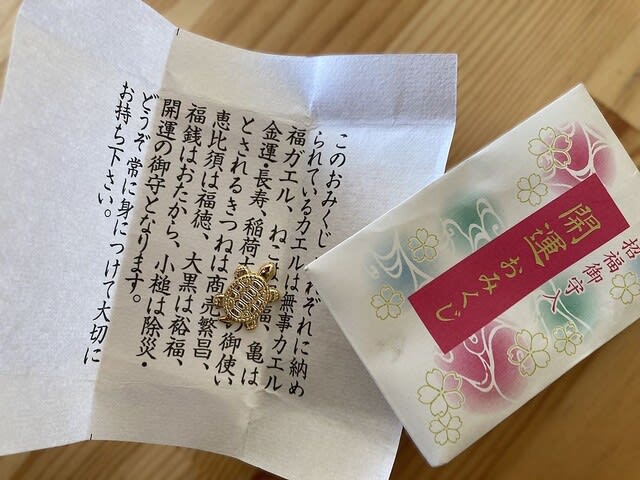 このおみくじ それぞれに納め
られているカエルは無事カエル
福ガエル、ねこ 福、亀は
金運・長寿、稲荷 御使い
とされるきつねは商売繁昌、
恵比須は福徳、大黒は裕福、
福銭はおたから、小槌は除災・
開運の御守となります。
どうぞ常に身につけて大切に
お持ち下さい。
招福御守入
開運おみくじ